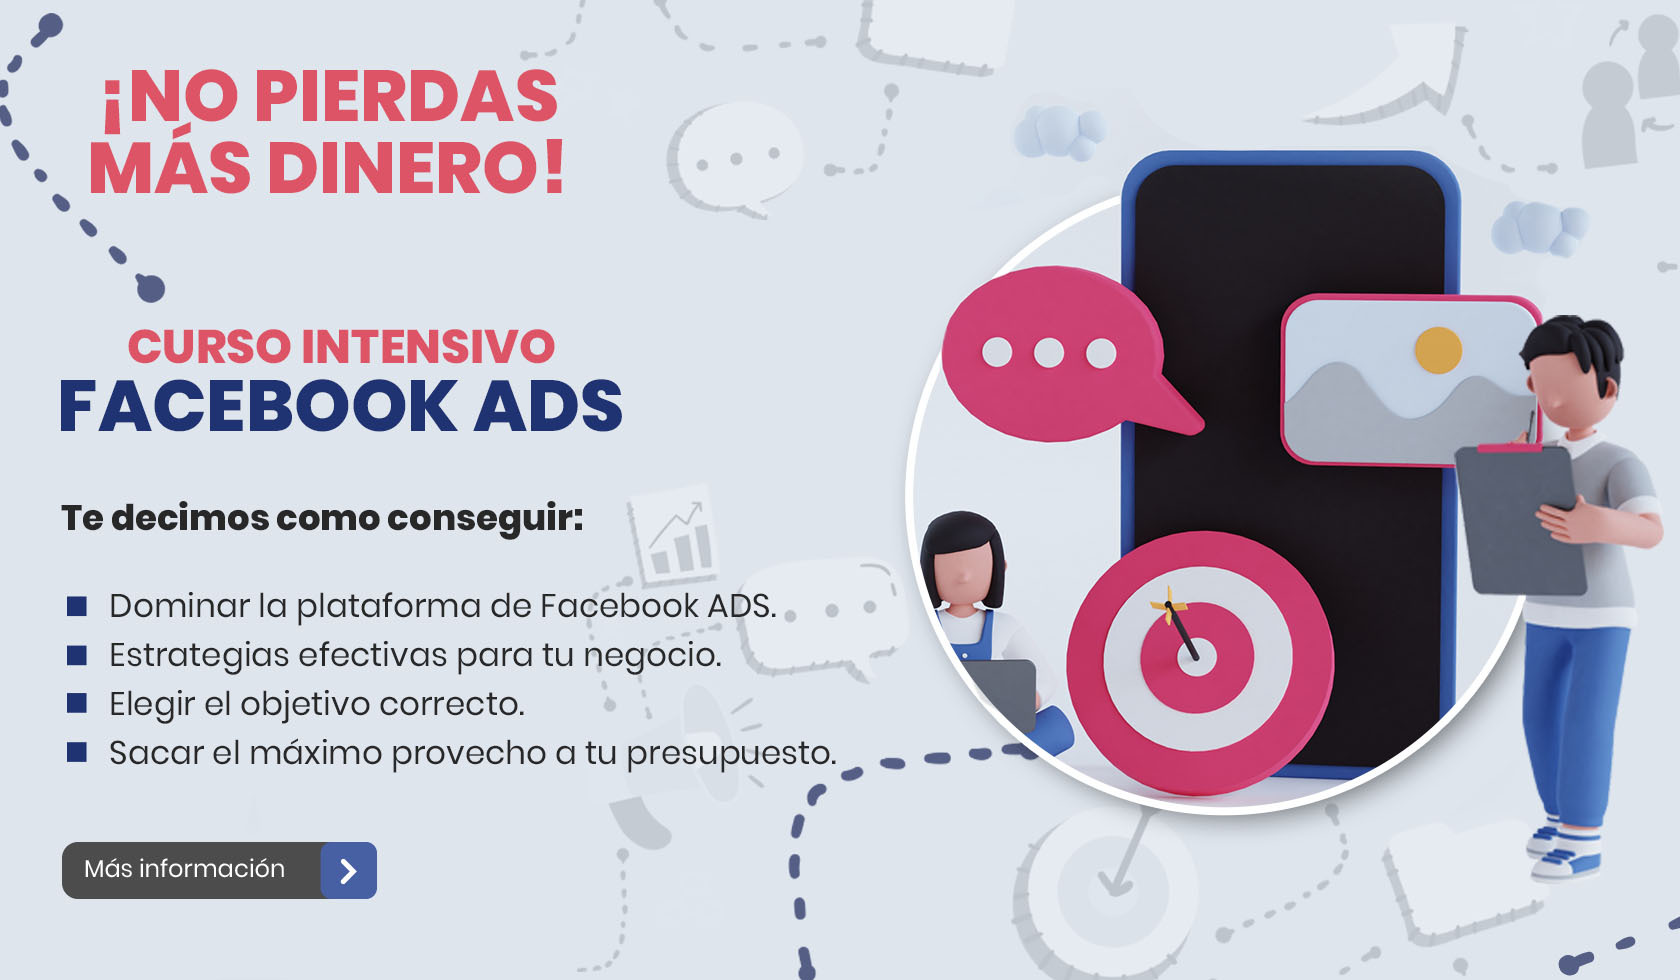 ¡NO PIERDAS
MÁS DINERO!
CURSO INTENSIVO
FACEBOOK ADS
Te decimos como conseguir:
Dominar la plataforma de Facebook ADS.
Estrategias efectivas para tu negocio.
Elegir el objetivo correcto.
Sacar el máximo provecho a tu presupuesto.
Más información